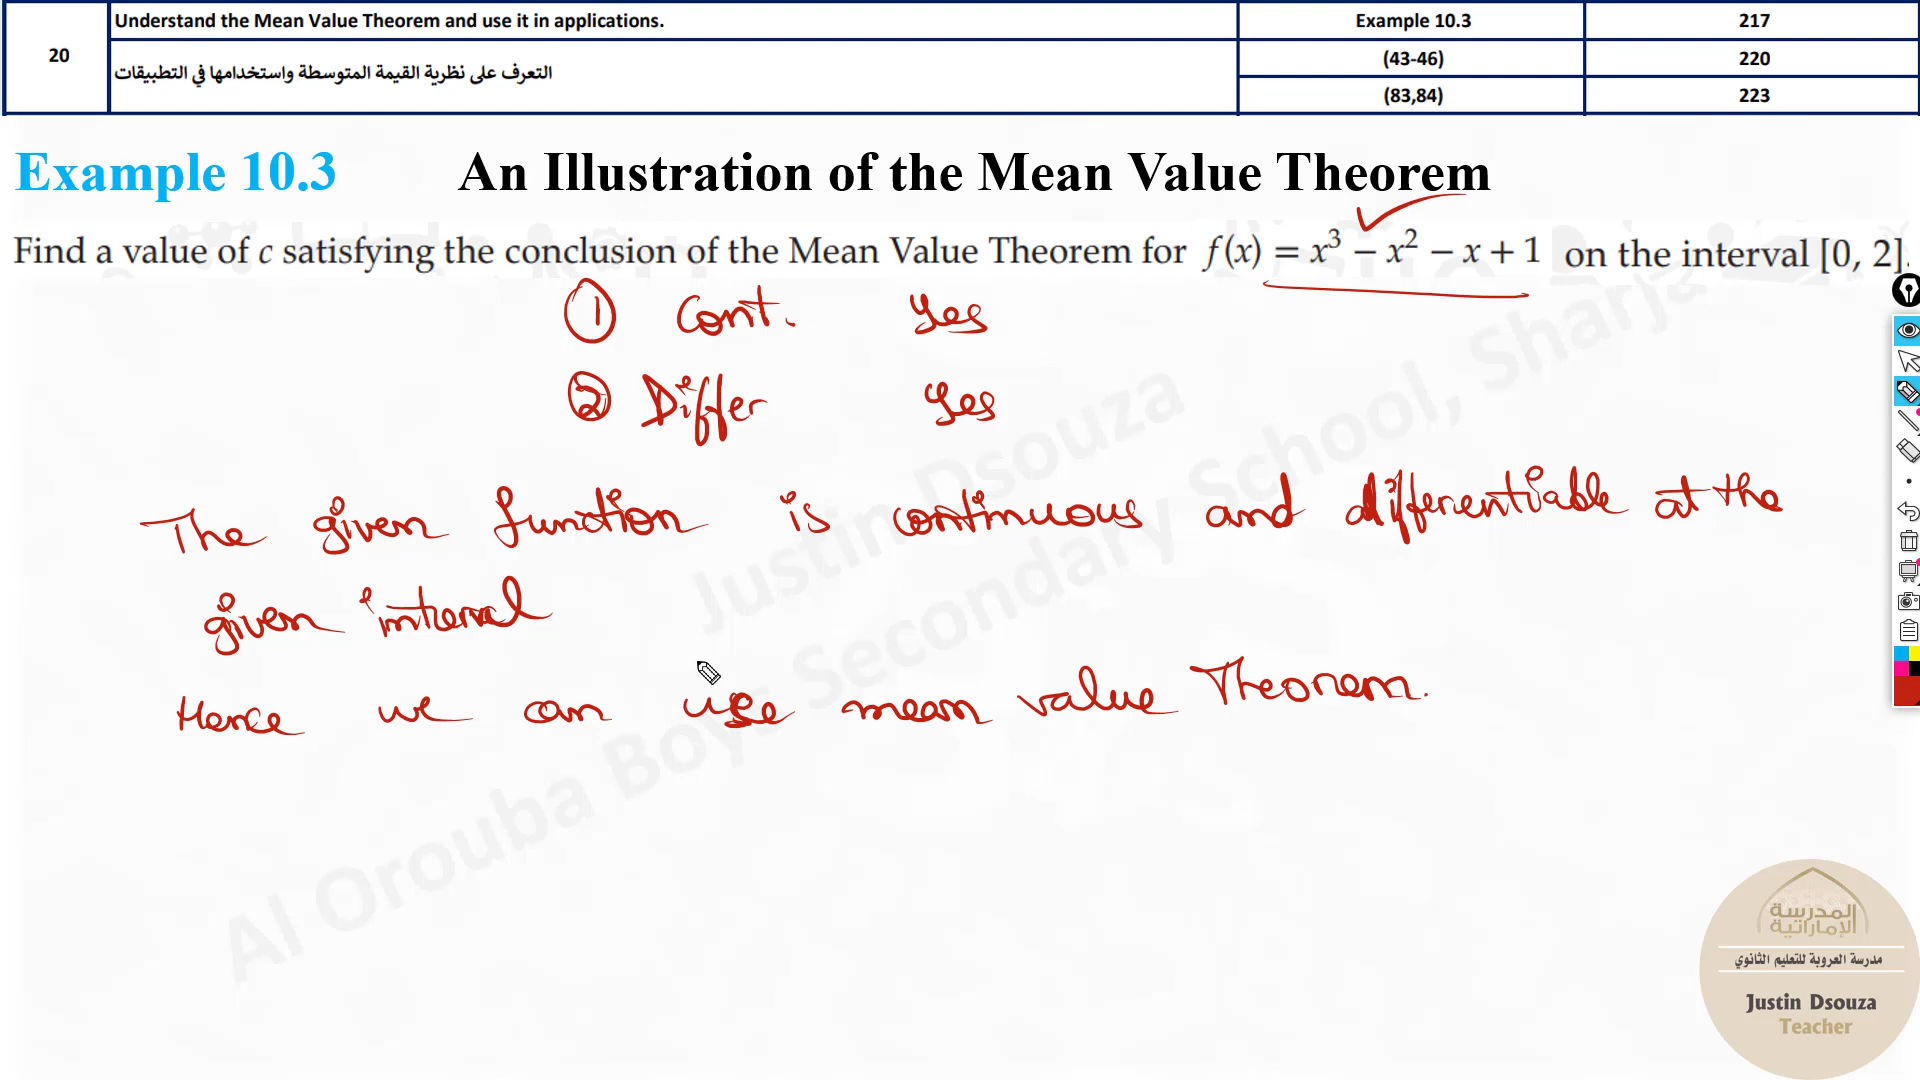 20
Understand the Mean Value Theorem and use it in applications.
Example 10.3
217
التعرف على نظرية القيمة المتوسطة واستخدامها في التطبيقات
(43-46)
220
(83,84)
223
Example 10.3 An Illustration of the Mean Value Theorem
Find a value of c satisfying the conclusion of the Mean Value Theorem for f(x) = x³ − x² − x + 1 on the interval [0, 2].
① Cont. Yes
② Differ Yes
The given function is continuous and differentiable at the
given interval
Hence we can use mean value Theorem.
Justin Dsouza
Al Orouba Boys Secondary School, Sharja
المدرسة
الإماراتية
مدرسة العروبة للتعليم الثانوي
Justin Dsouza
Teacher